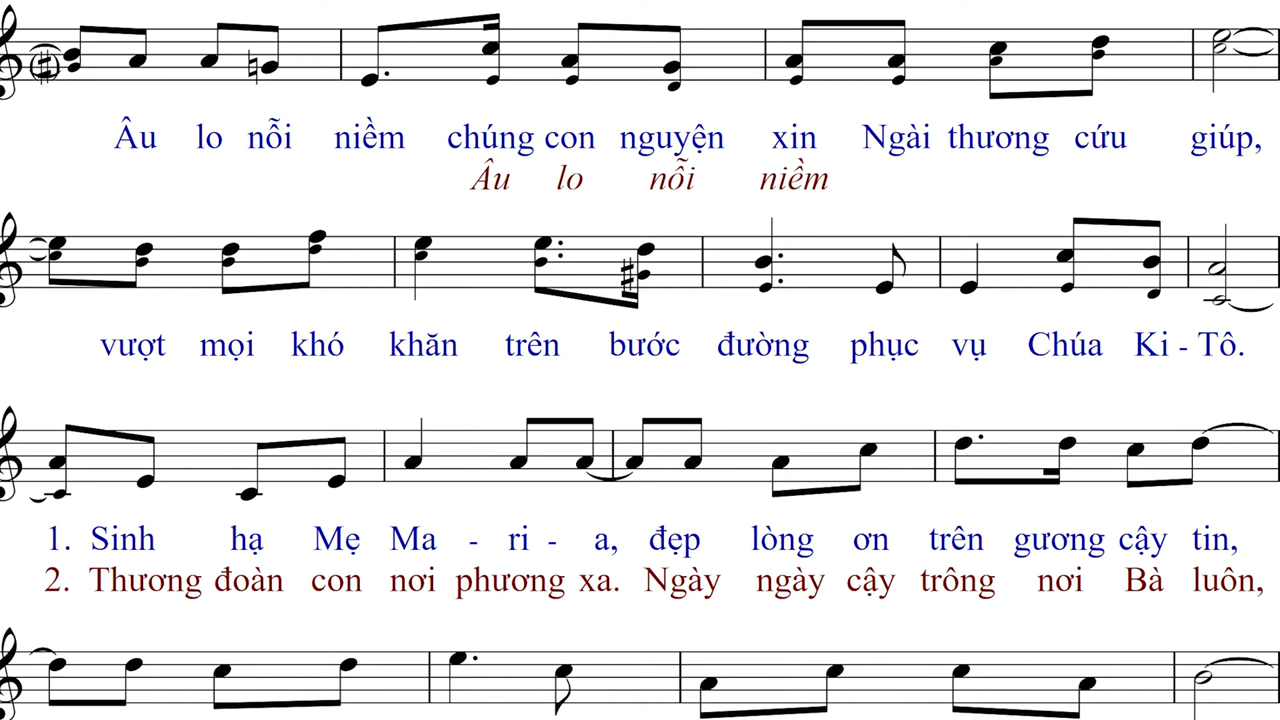 Âu lo nỗi niềm chúng con nguyện xin Ngài thương cứu giúp,
Âu lo nỗi niềm
vượt mọi khó khăn trên bước đường phục vụ Chúa Ki - Tô.
1. Sinh hạ Mẹ Ma - ri - a, đẹp lòng ơn trên gương cậy tin,
2. Thương đoàn con nơi phương xa. Ngày ngày cậy trông nơi Bà luôn,